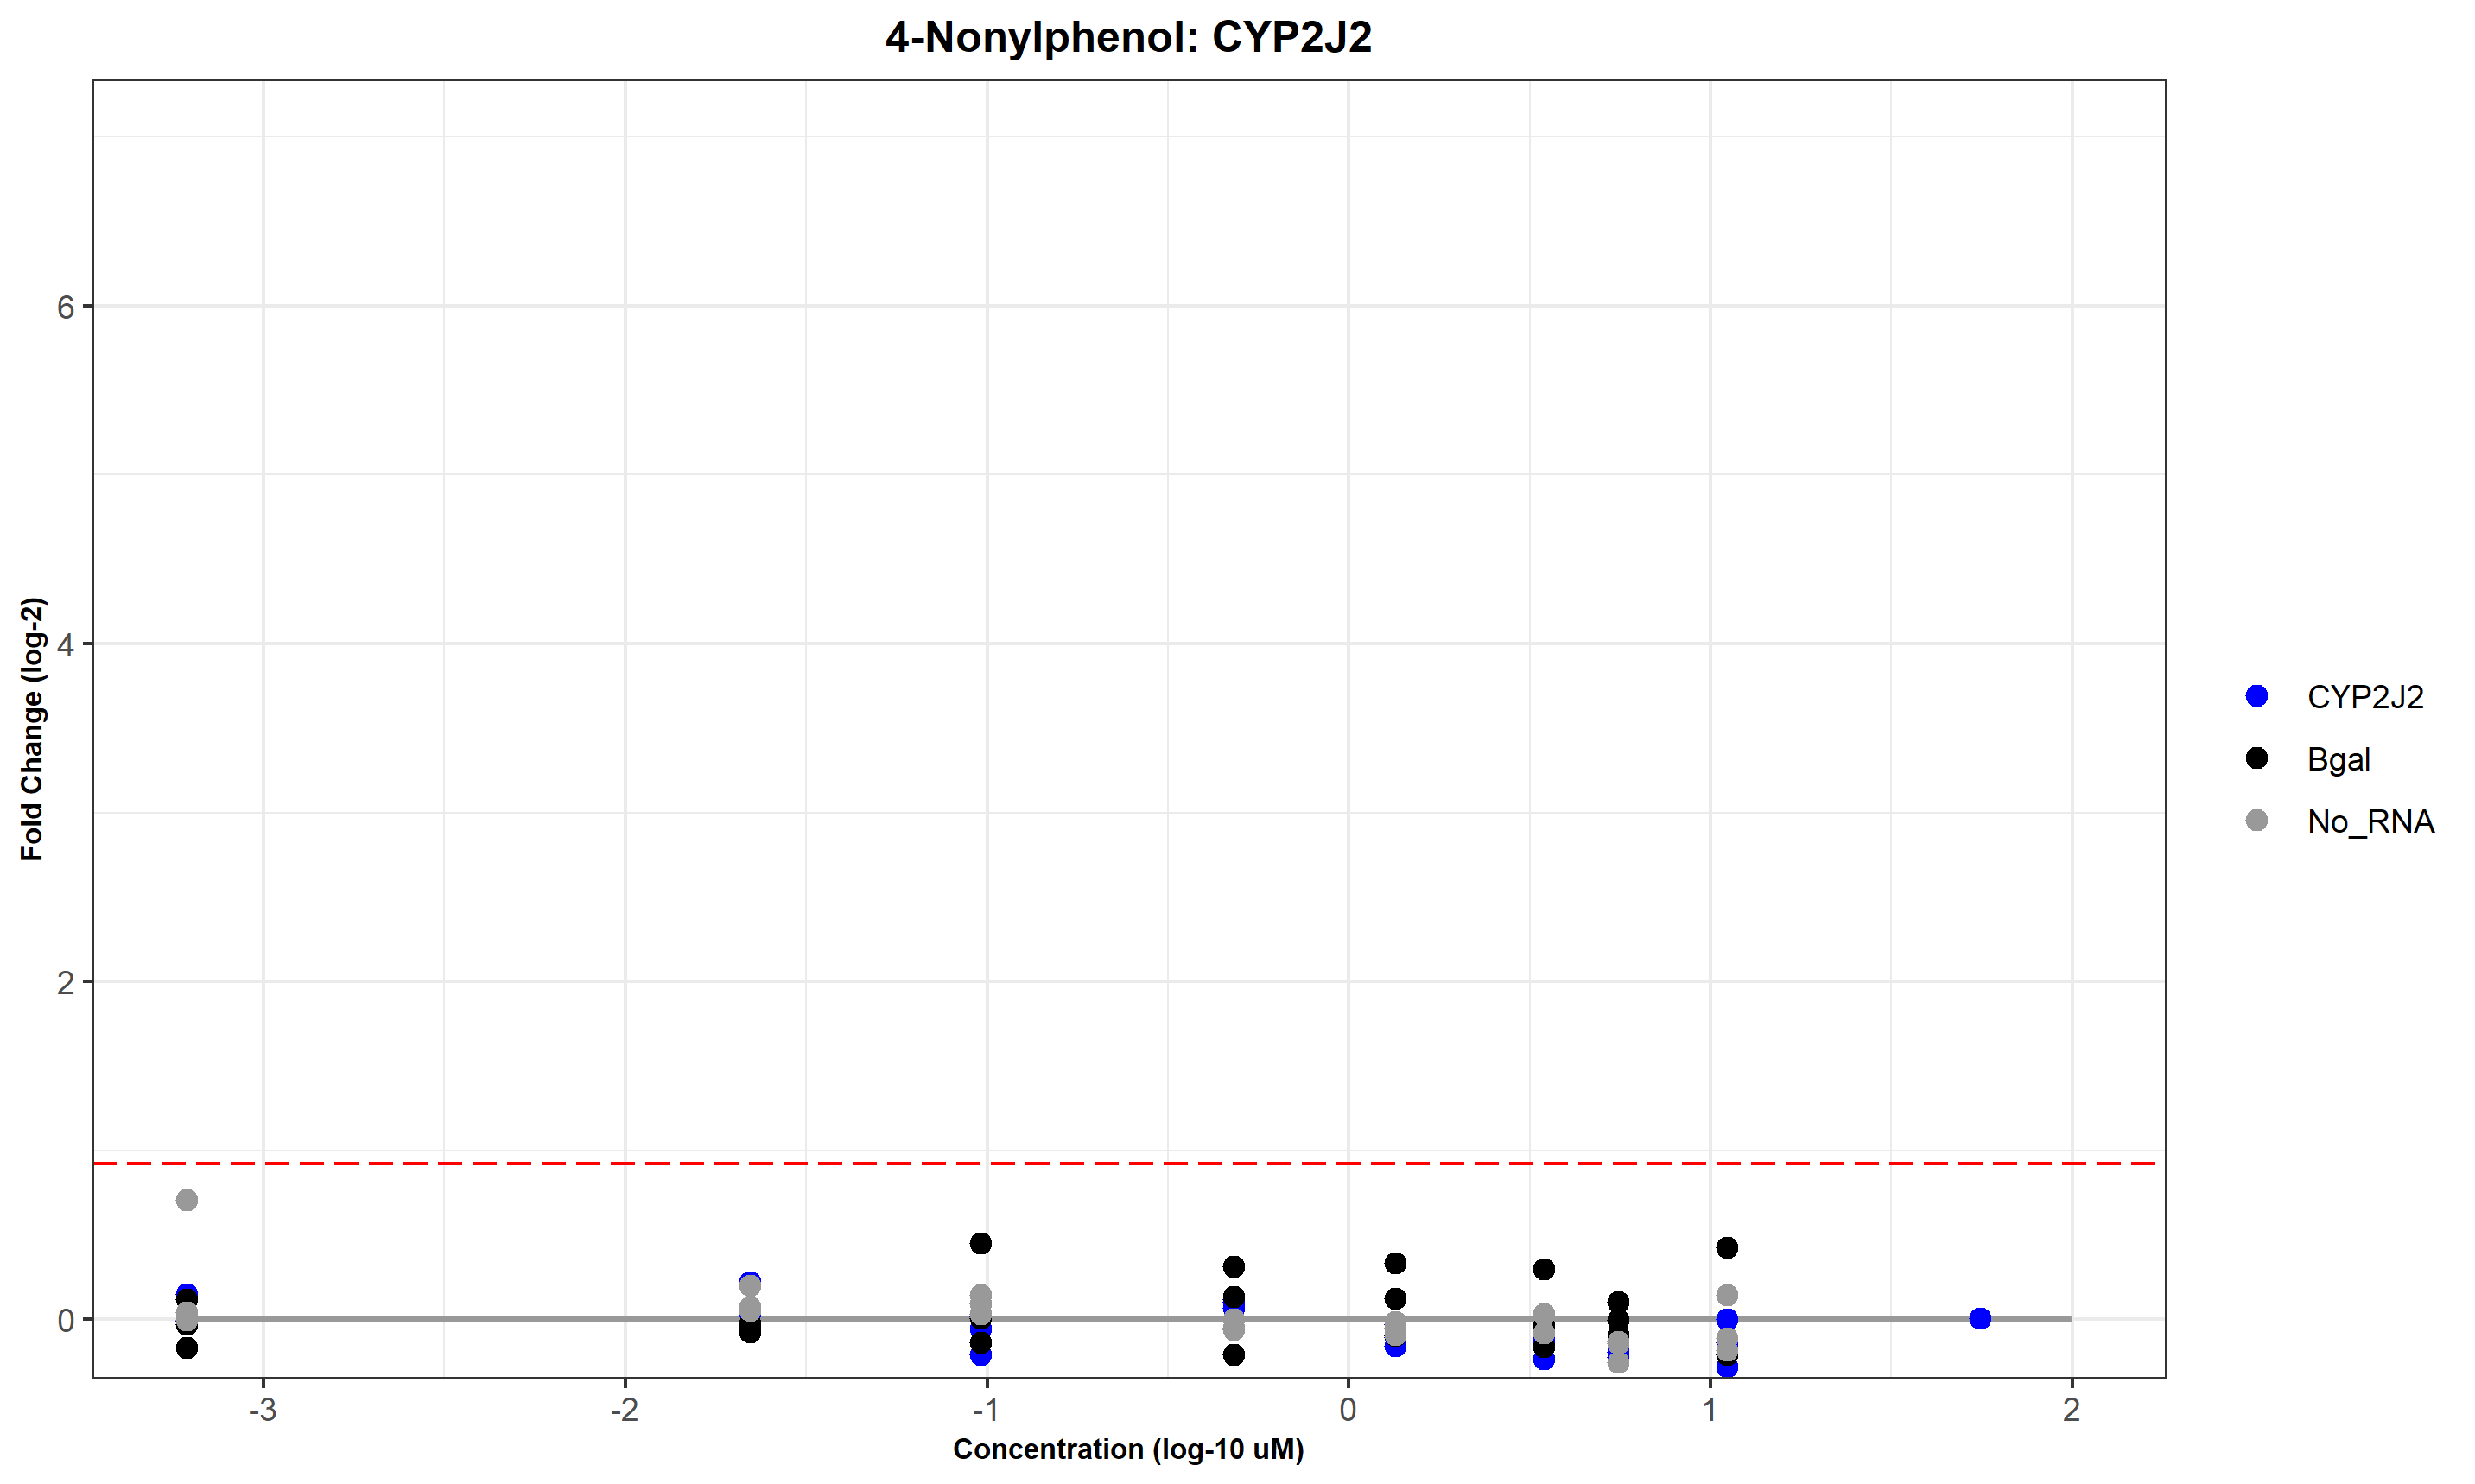 4-Nonylphenol: CYP2J2
Fold Change (log-2)
6
4
2
0
-3
-2
-1
0
1
2
Concentration (log-10 uM)
CYP2J2
Bgal
No_RNA